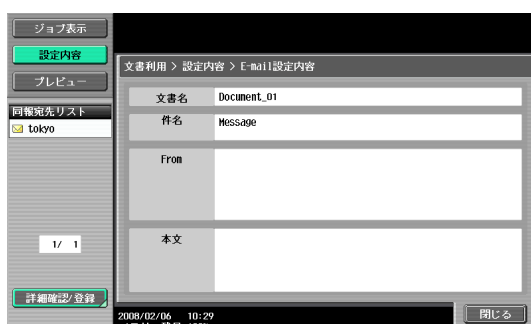 ジョブ表示
設定内容
プレビュー
同報宛先リスト
tokyo
1/ 1
詳細確認/登録
文書利用 > 設定内容 > E-mail設定内容
文書名 Document_01
件名 Message
From
本文
2008/02/06 10:29
閉じる